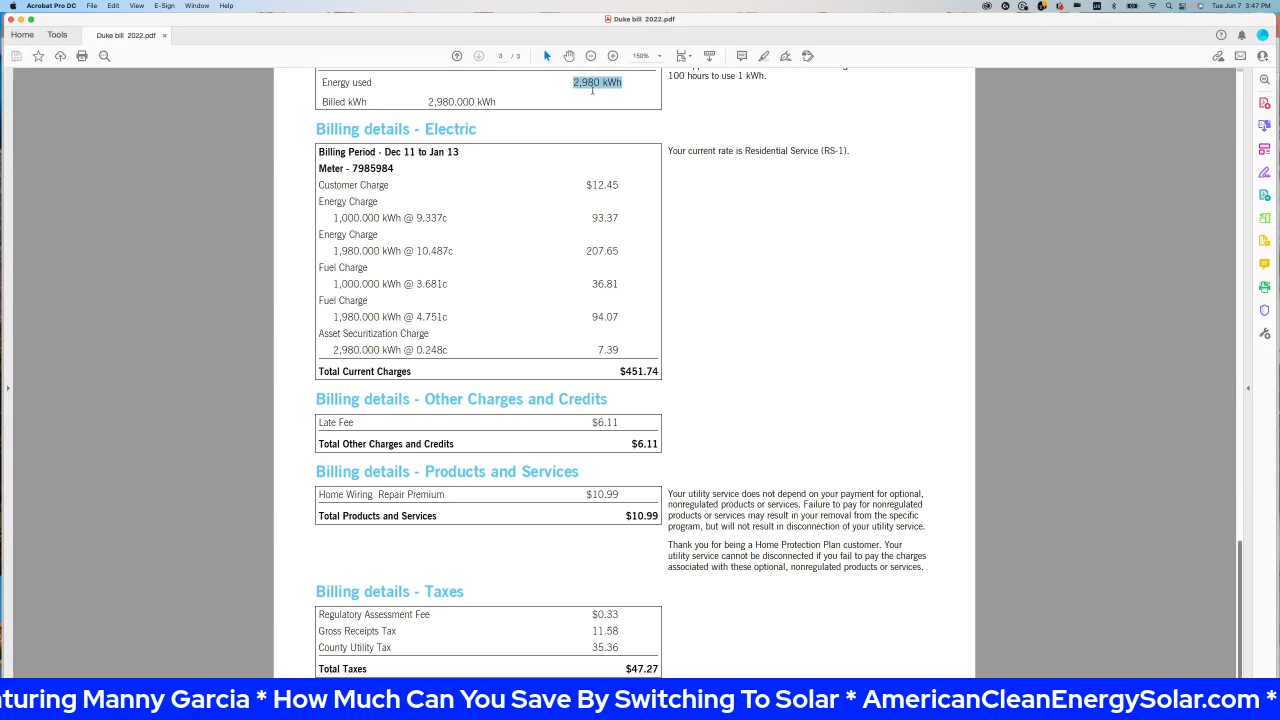 Acrobat Pro DC File Edit View E-Sign Window Help Tue Jun 7 3:47 PM
Duke bill 2022.pdf
Home Tools Duke bill 2022.pdf ×
3 / 3 150%
100 hours to use 1 kWh.
Energy used 2,980 kWh
Billed kWh 2,980.000 kWh
Billing details - Electric
Billing Period - Dec 11 to Jan 13
Your current rate is Residential Service (RS-1).
Meter - 7985984
Customer Charge $12.45
Energy Charge
1,000.000 kWh @ 9.337c 93.37
Energy Charge
1,980.000 kWh @ 10.487c 207.65
Fuel Charge
1,000.000 kWh @ 3.681c 36.81
Fuel Charge
1,980.000 kWh @ 4.751c 94.07
Asset Securitization Charge
2,980.000 kWh @ 0.248c 7.39
Total Current Charges $451.74
Billing details - Other Charges and Credits
Late Fee $6.11
Total Other Charges and Credits $6.11
Billing details - Products and Services
Home Wiring Repair Premium $10.99
Total Products and Services $10.99
Your utility service does not depend on your payment for optional,
nonregulated products or services. Failure to pay for nonregulated
products or services may result in your removal from the specific
program, but will not result in disconnection of your utility service.
Thank you for being a Home Protection Plan customer. Your
utility service cannot be disconnected if you fail to pay the charges
associated with these optional, nonregulated products or services.
Billing details - Taxes
Regulatory Assessment Fee $0.33
Gross Receipts Tax 11.58
County Utility Tax 35.36
Total Taxes $47.27
aturing Manny Garcia * How Much Can You Save By Switching To Solar * AmericanCleanEnergySolar.com *